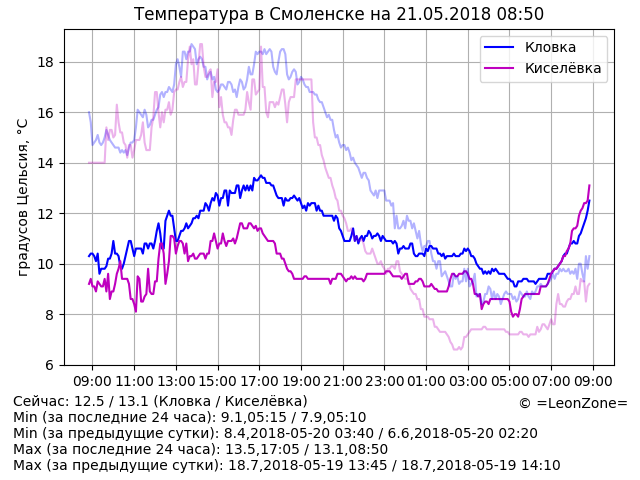 Температура в Смоленске на 21.05.2018 08:50
Кловка
Киселёвка
градусов Цельсия, °C
18
16
14
12
10
8
6
09:00 11:00 13:00 15:00 17:00 19:00 21:00 23:00 01:00 03:00 05:00 07:00 09:00
Сейчас: 12.5 / 13.1 (Кловка / Киселёвка)
© =LeonZone=
Min (за последние 24 часа): 9.1,05:15 / 7.9,05:10
Min (за предыдущие сутки): 8.4,2018-05-20 03:40 / 6.6,2018-05-20 02:20
Max (за последние 24 часа): 13.5,17:05 / 13.1,08:50
Max (за предыдущие сутки): 18.7,2018-05-19 13:45 / 18.7,2018-05-19 14:10